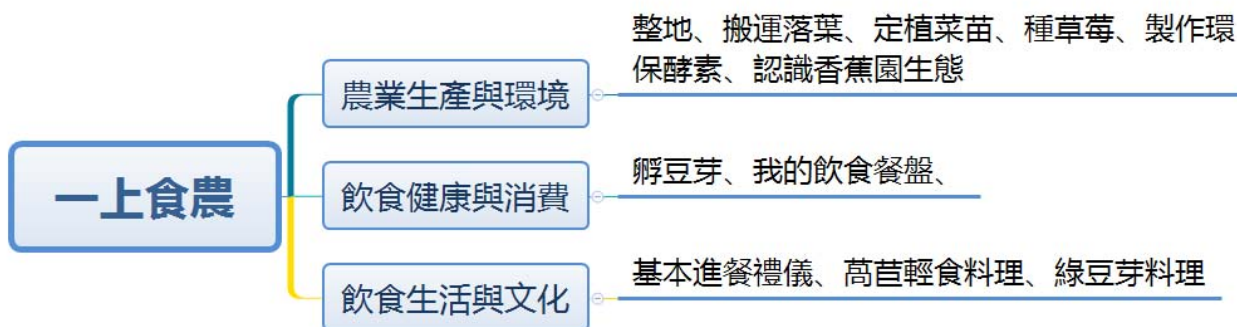 一上食農
農業生產與環境
整地、搬運落葉、定植菜苗、種草莓、製作環
保酵素、認識香蕉園生態
飲食健康與消費
孵豆芽、我的飲食餐盤、
飲食生活與文化
基本進餐禮儀、萵苣輕食料理、綠豆芽料理